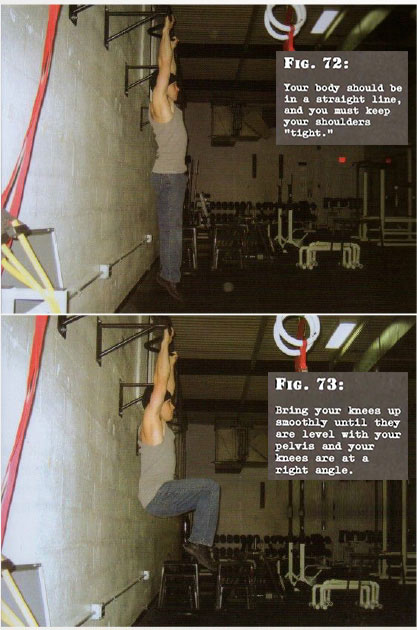 Fig. 72:
Your body should be
in a straight line,
and you must keep
your shoulders
"tight."
Fig. 73:
Bring your knees up
smoothly until they
are level with your
pelvis and your
knees are at a
right angle.